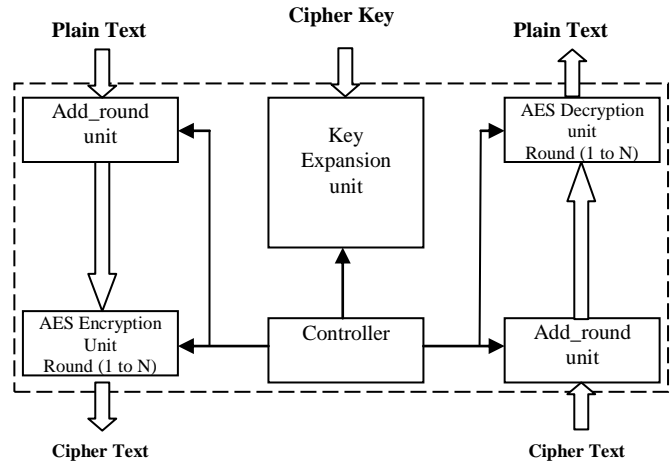 Plain Text
Cipher Key
Plain Text
Add_round
unit
Key
Expansion
unit
AES Decryption
unit
Round (1 to N)
AES Encryption
Unit
Round (1 to N)
Controller
Add_round
unit
Cipher Text
Cipher Text